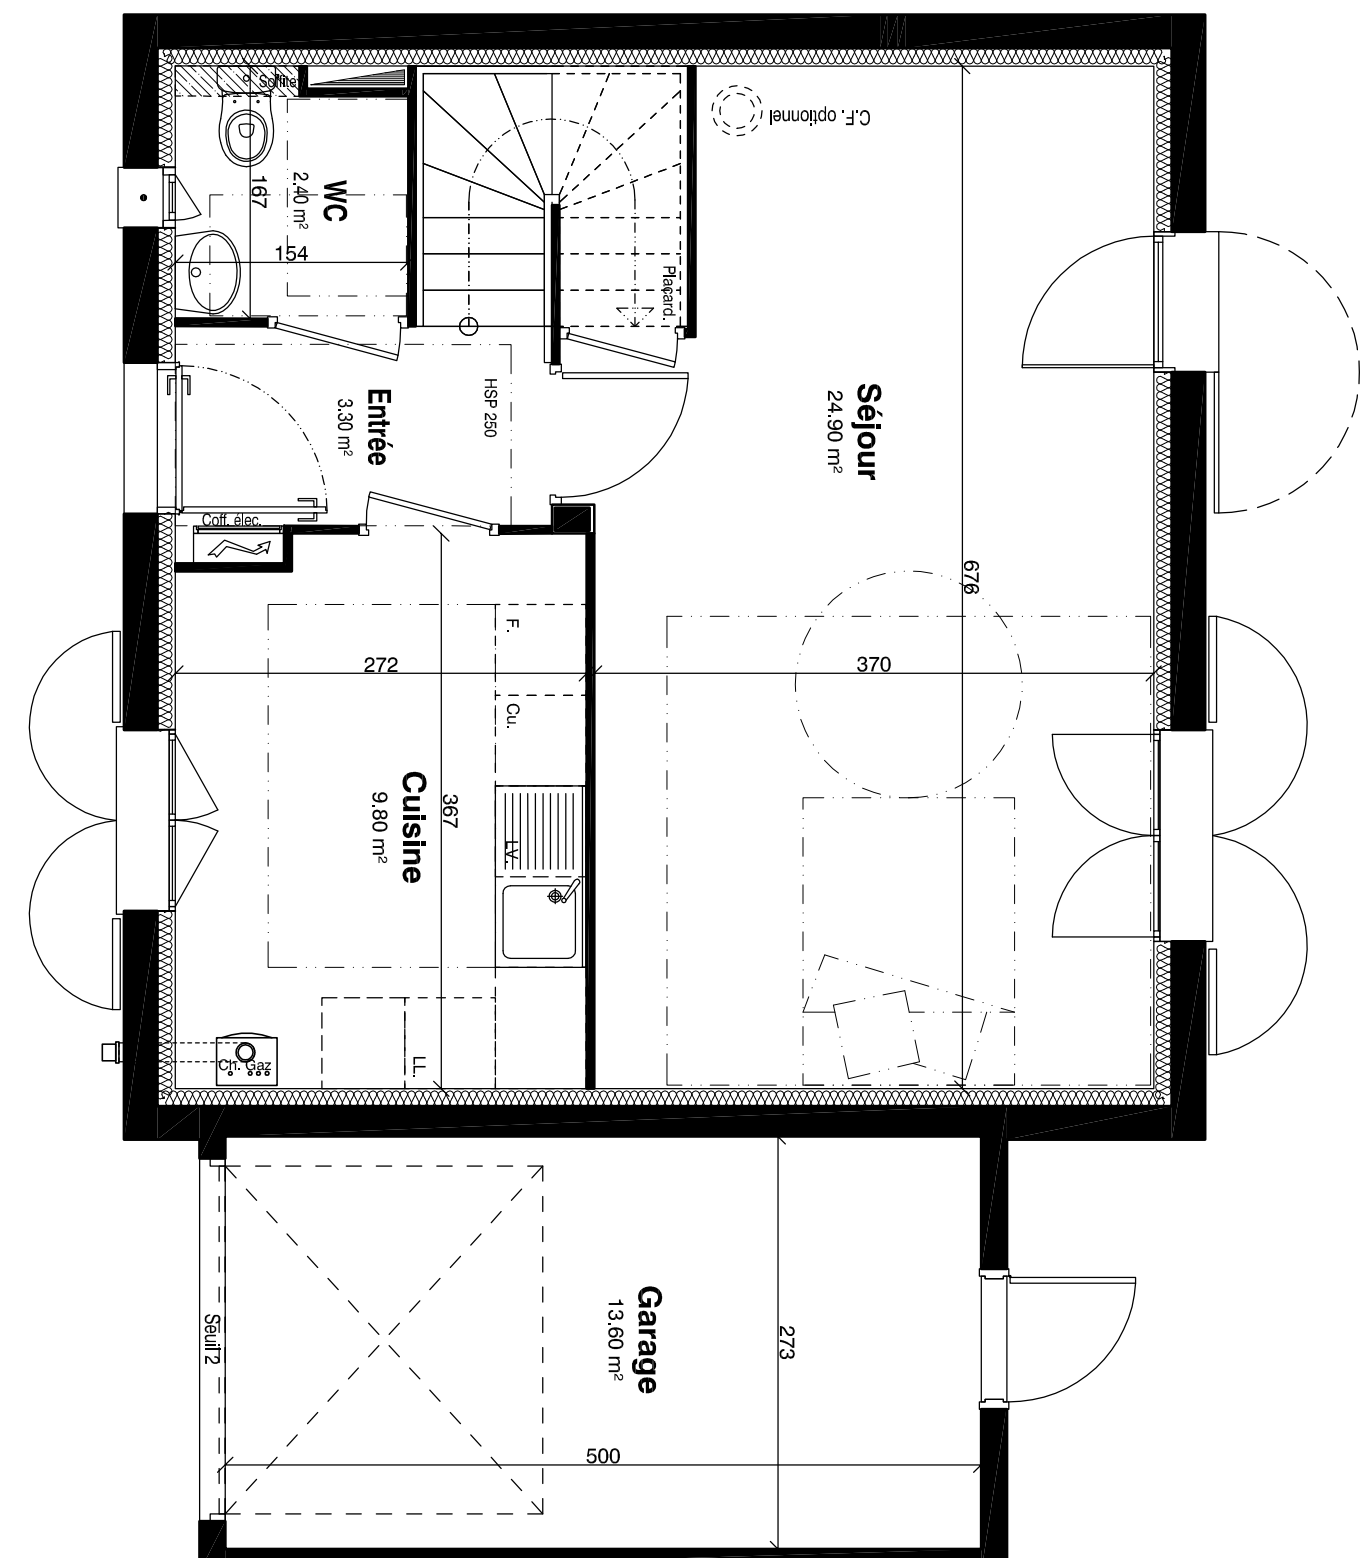 Soffite
C.F. optionnel
WC
2.40 m²
167
154
Placard.
Entrée
3.30 m²
HSP 250
Séjour
24.90 m²
Coff. élec.
676
F.
272
370
Cu.
Cuisine
9.80 m²
367
LV.
Ch. Gaz
LL.
Garage
13.60 m²
273
Seuil 2
500